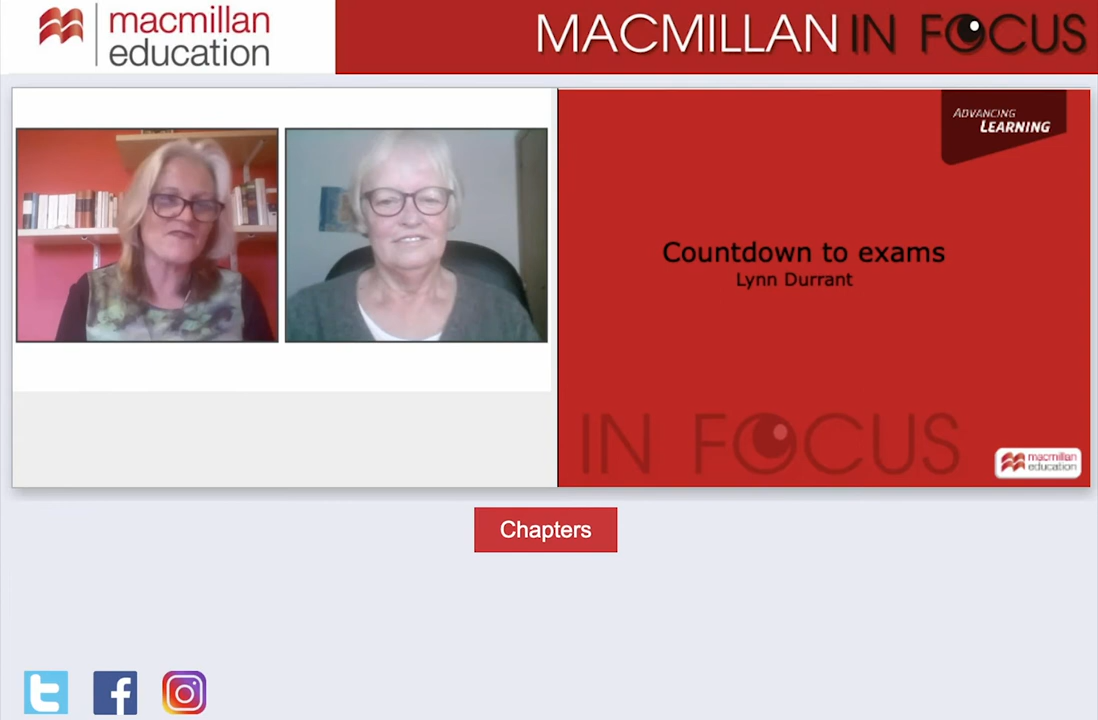 macmillan
education
MACMILLAN IN FOCUS
ADVANCING
LEARNING
Countdown to exams
Lynn Durrant
IN FOCUS
macmillan
education
Chapters